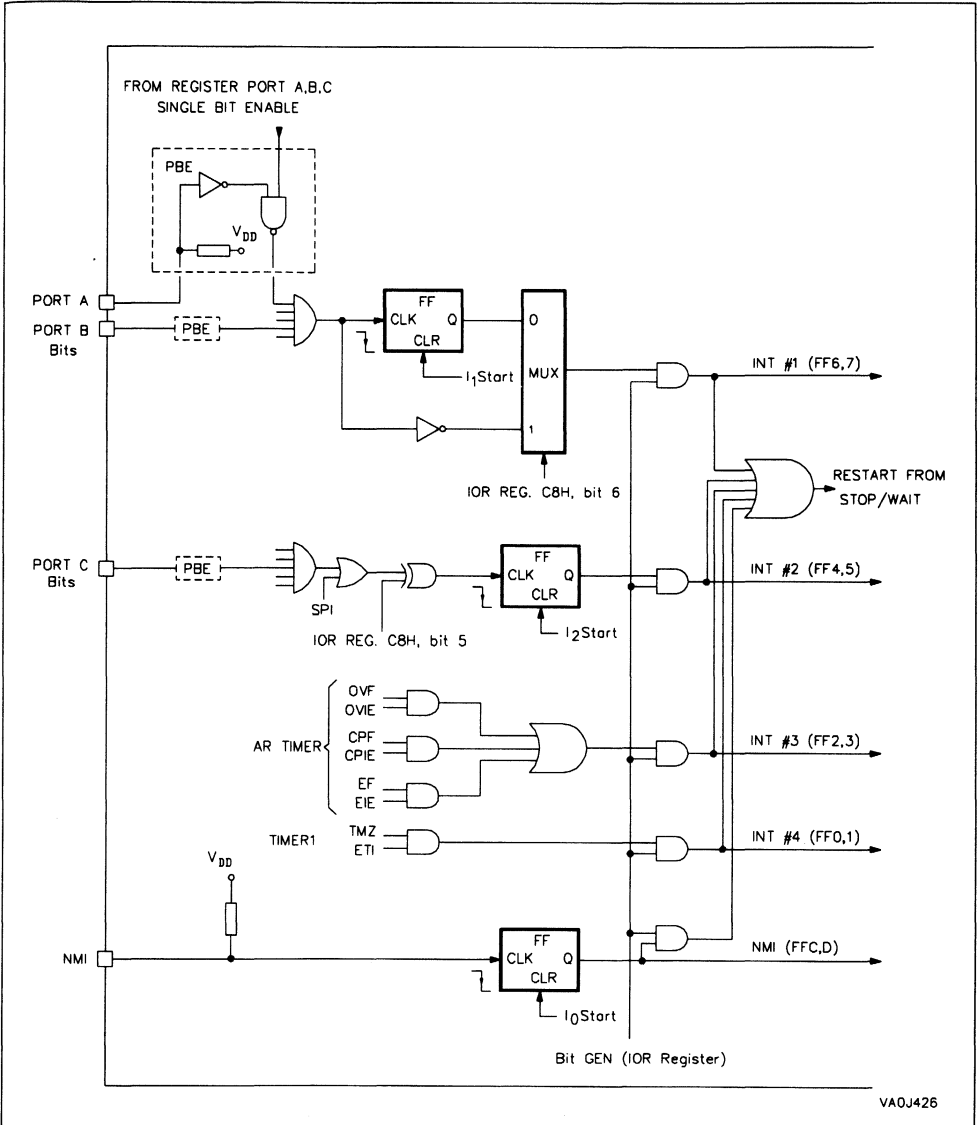 FROM REGISTER PORT A,B,C
SINGLE BIT ENABLE
PBE
VDD
PORT A
PORT B
Bits
PBE
FF
CLK Q
CLR
I1Start
0
MUX
1
IOR REG. C8H, bit 6
INT #1 (FF6,7)
RESTART FROM
STOP/WAIT
PORT C
Bits
PBE
SPI
IOR REG. C8H, bit 5
FF
CLK Q
CLR
I2Start
INT #2 (FF4,5)
AR TIMER
OVF
OVIE
CPF
CPIE
EF
EIE
INT #3 (FF2,3)
TIMER1
TMZ
ETI
INT #4 (FF0,1)
VDD
NMI
FF
CLK Q
CLR
I0Start
NMI (FFC,D)
Bit GEN (IOR Register)
VA0J426